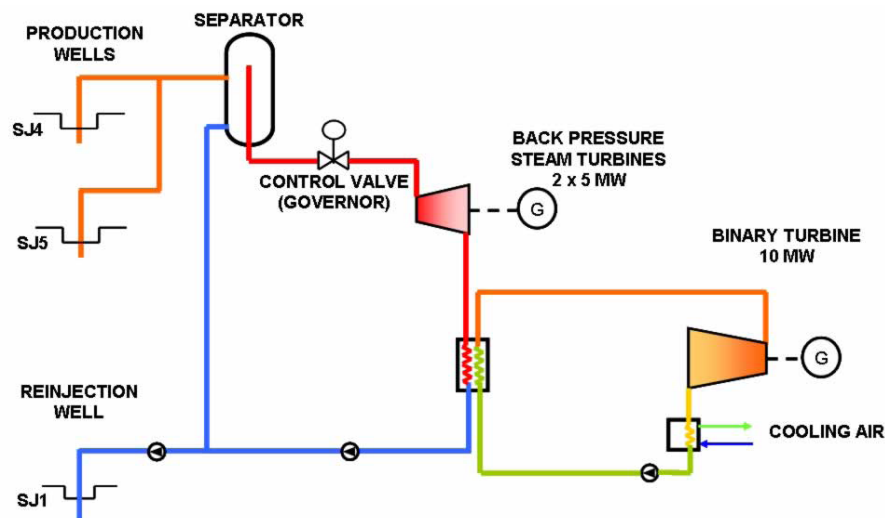 SEPARATOR
PRODUCTION
WELLS
SJ4
CONTROL VALVE
(GOVERNOR)
BACK PRESSURE
STEAM TURBINES
2 x 5 MW
G
SJ5
BINARY TURBINE
10 MW
G
REINJECTION
WELL
COOLING AIR
SJ1